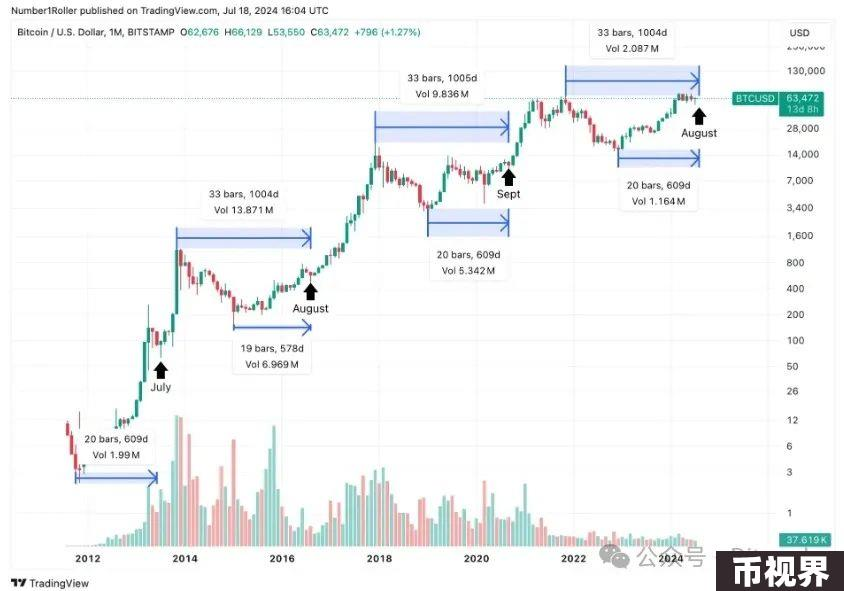 Number1Roller published on TradingView.com, Jul 18, 2024 16:04 UTC
Bitcoin / U.S. Dollar, 1M, BITSTAMP O62,676 H66,129 L53,550 C63,472 +796 (+1.27%)
USD
33 bars, 1004d
Vol 2.087 M
130,000
33 bars, 1005d
Vol 9.836 M
BTCUSD 63,472
13d 8h
August
28,000
14,000
7,000
Sept
20 bars, 609d
Vol 1.164 M
3,400
33 bars, 1004d
Vol 13.871 M
1,600
20 bars, 609d
Vol 5.342 M
800
400
August
200
19 bars, 578d
Vol 6.969 M
100
50
July
26
12
20 bars, 609d
Vol 1.99 M
6
3
1
37.619K
2012 2014 2016 2018 2020 2022 2024
公众号
TradingView
币视界